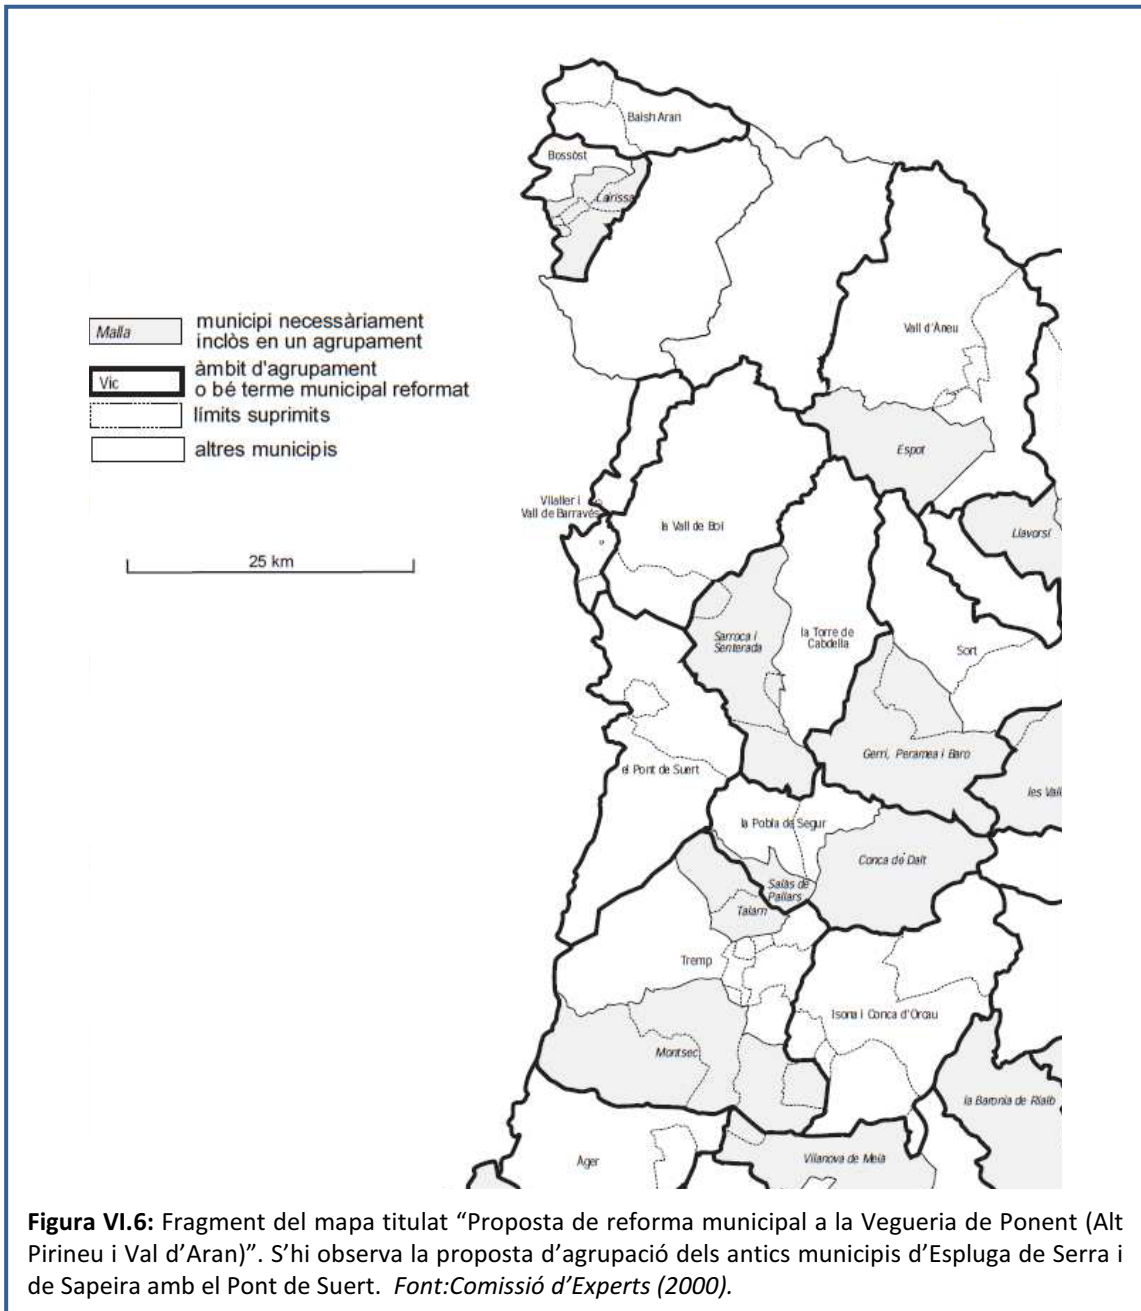 Baish Aran
Bossòst
Lairissa
Malla
municipi necessàriament
inclòs en un agrupament
Vic
àmbit d'agrupament
o bé terme municipal reformat
límits suprimits
altres municipis
Vall d'Àneu
Espot
Vilaller i
Vall de Barravés
la Vall de Boí
Llavorsí
25 km
Sarroca i
Senterada
la Torre de
Cabdella
Sort
Gerri, Peramea i Baro
el Pont de Suert
les Vall
la Pobla de Segur
Conca de Dalt
Salàs de
Pallars
Talarn
Tremp
Isona i Conca d'Orcau
Montsec
la Baronia de Rialb
Àger
Vilanova de Meià
Figura VI.6: Fragment del mapa titulat “Proposta de reforma municipal a la Vegueria de Ponent (Alt
Pirineu i Val d’Aran)”. S’hi observa la proposta d’agrupació dels antics municipis d’Espluga de Serra i
de Sapeira amb el Pont de Suert. Font:Comissió d’Experts (2000).